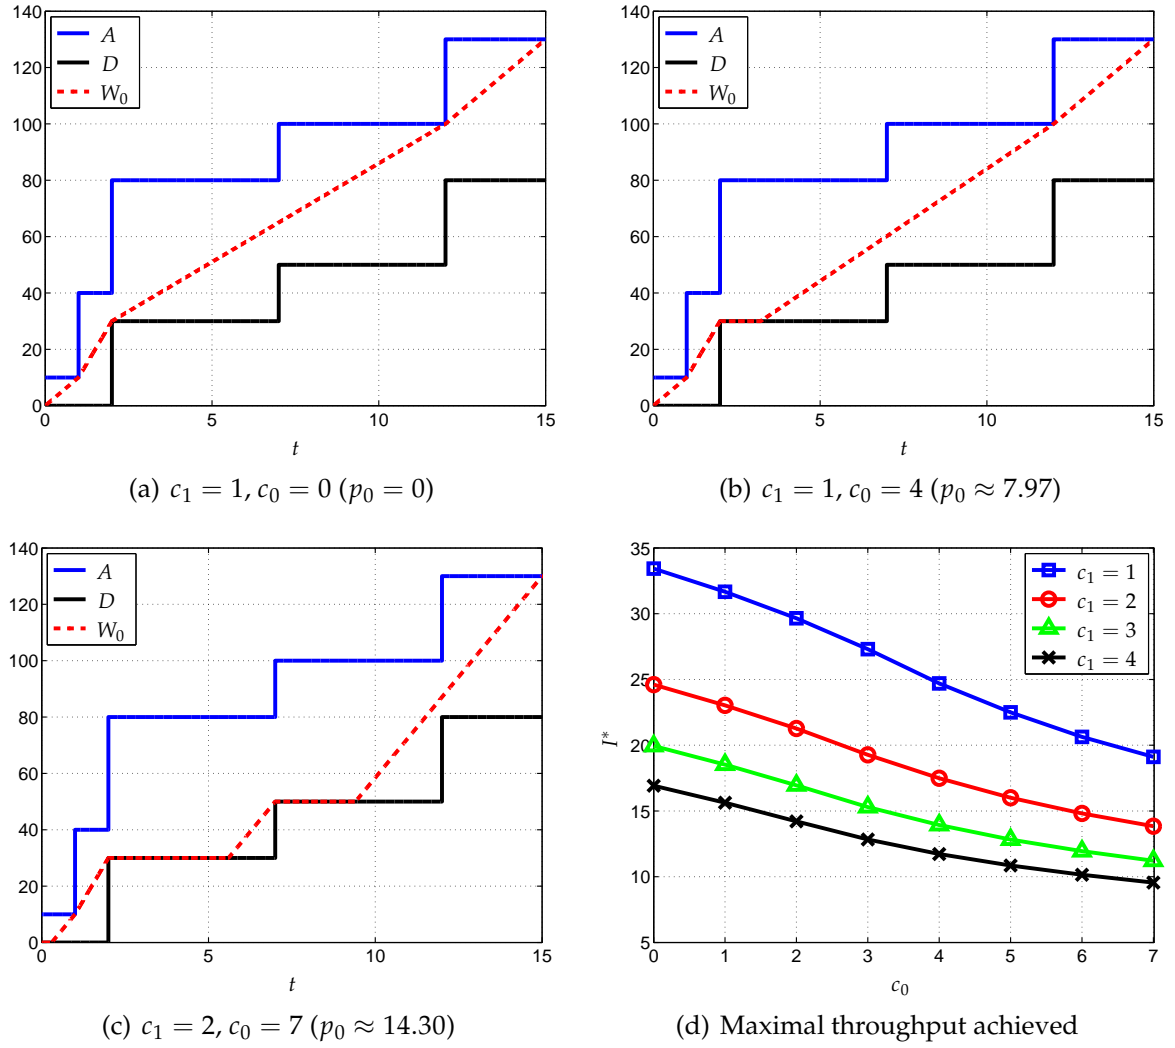 140
120
100
80
60
40
20
0
A
D
W₀
0
5
10
15
t
(a) c₁ = 1, c₀ = 0 (p₀ = 0)
140
120
100
80
60
40
20
0
A
D
W₀
0
5
10
15
t
(b) c₁ = 1, c₀ = 4 (p₀ ≈ 7.97)
140
120
100
80
60
40
20
0
A
D
W₀
0
5
10
15
t
(c) c₁ = 2, c₀ = 7 (p₀ ≈ 14.30)
35
30
25
20
15
10
5
I*
c₁ = 1
c₁ = 2
c₁ = 3
c₁ = 4
0
1
2
3
4
5
6
7
c₀
(d) Maximal throughput achieved